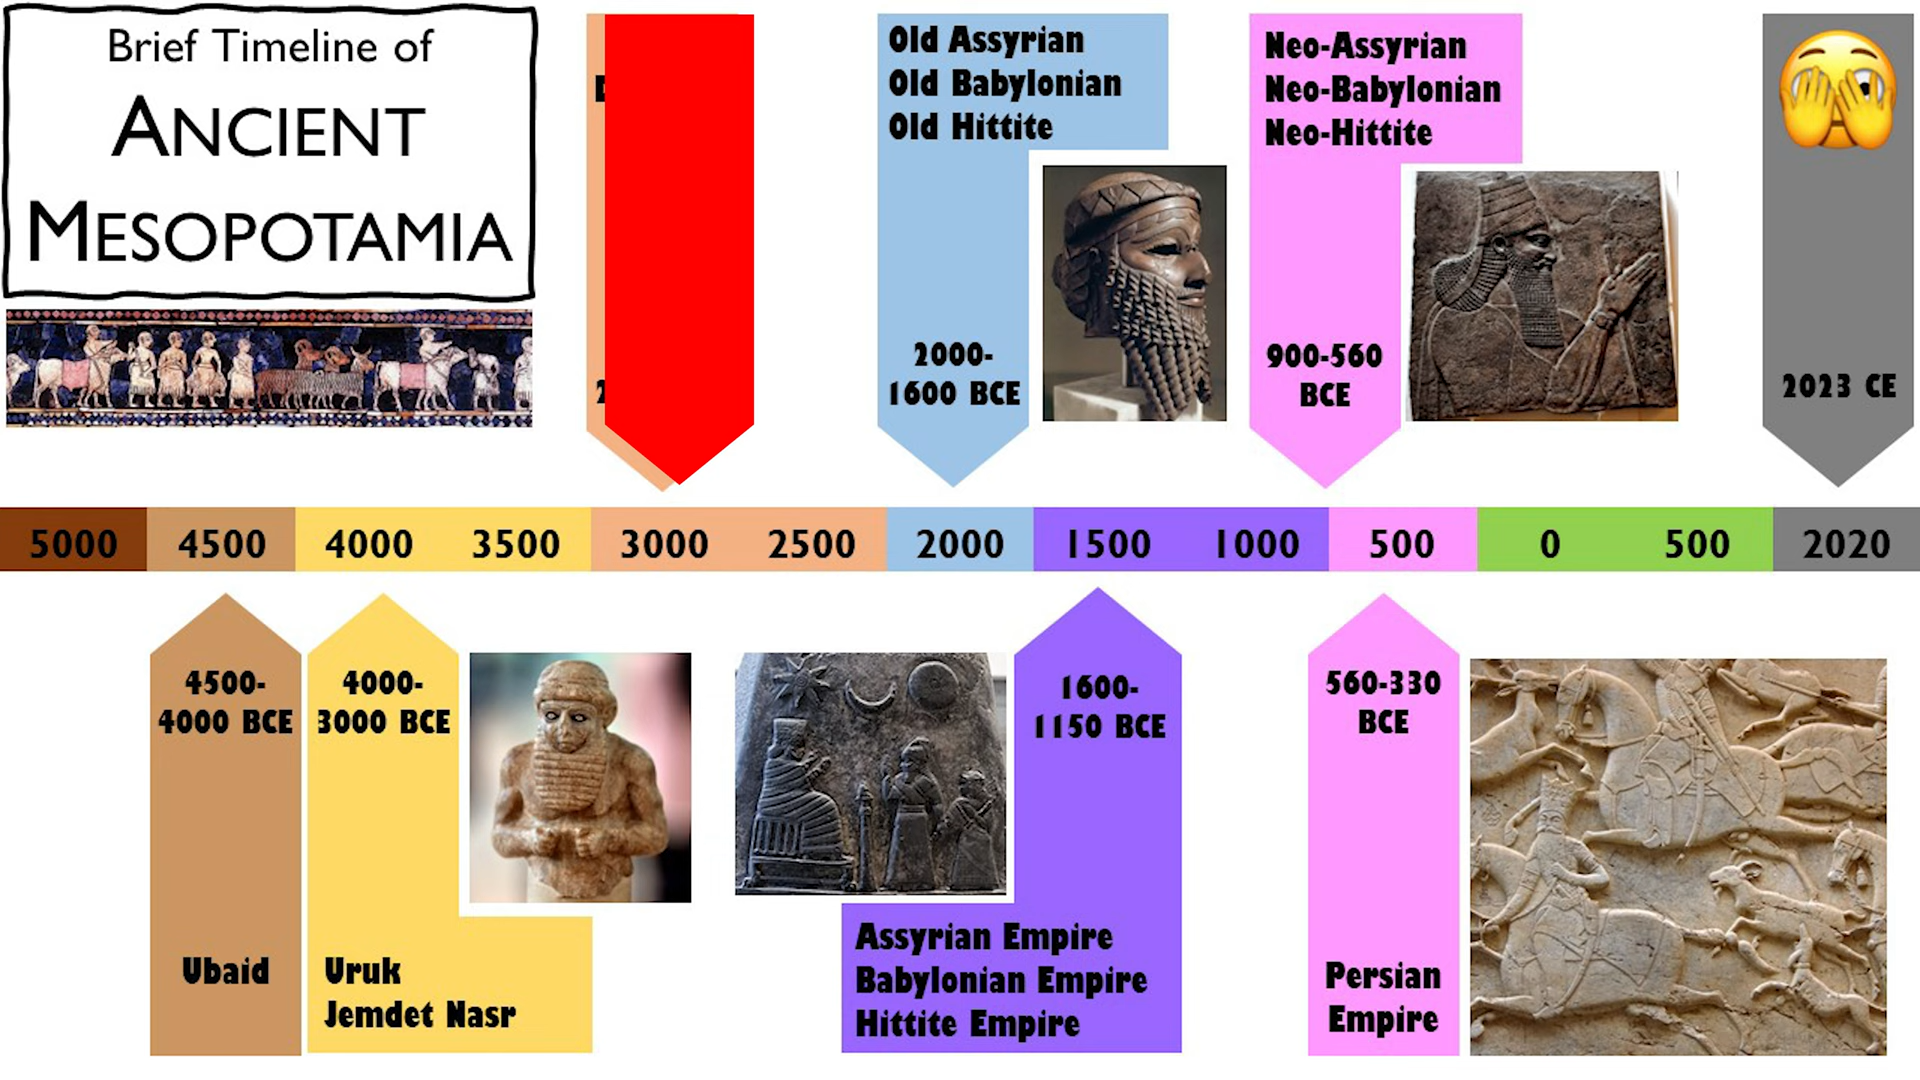 Brief Timeline of
ANCIENT
MESOPOTAMIA
Old Assyrian
Old Babylonian
Old Hittite
2000-
1600 BCE
Neo-Assyrian
Neo-Babylonian
Neo-Hittite
900-560
BCE
2023 CE
5000 4500 4000 3500 3000 2500 2000 1500 1000 500 0 500 2020
4500-
4000 BCE
Ubaid
4000-
3000 BCE
Uruk
Jemdet Nasr
1600-
1150 BCE
Assyrian Empire
Babylonian Empire
Hittite Empire
560-330
BCE
Persian
Empire